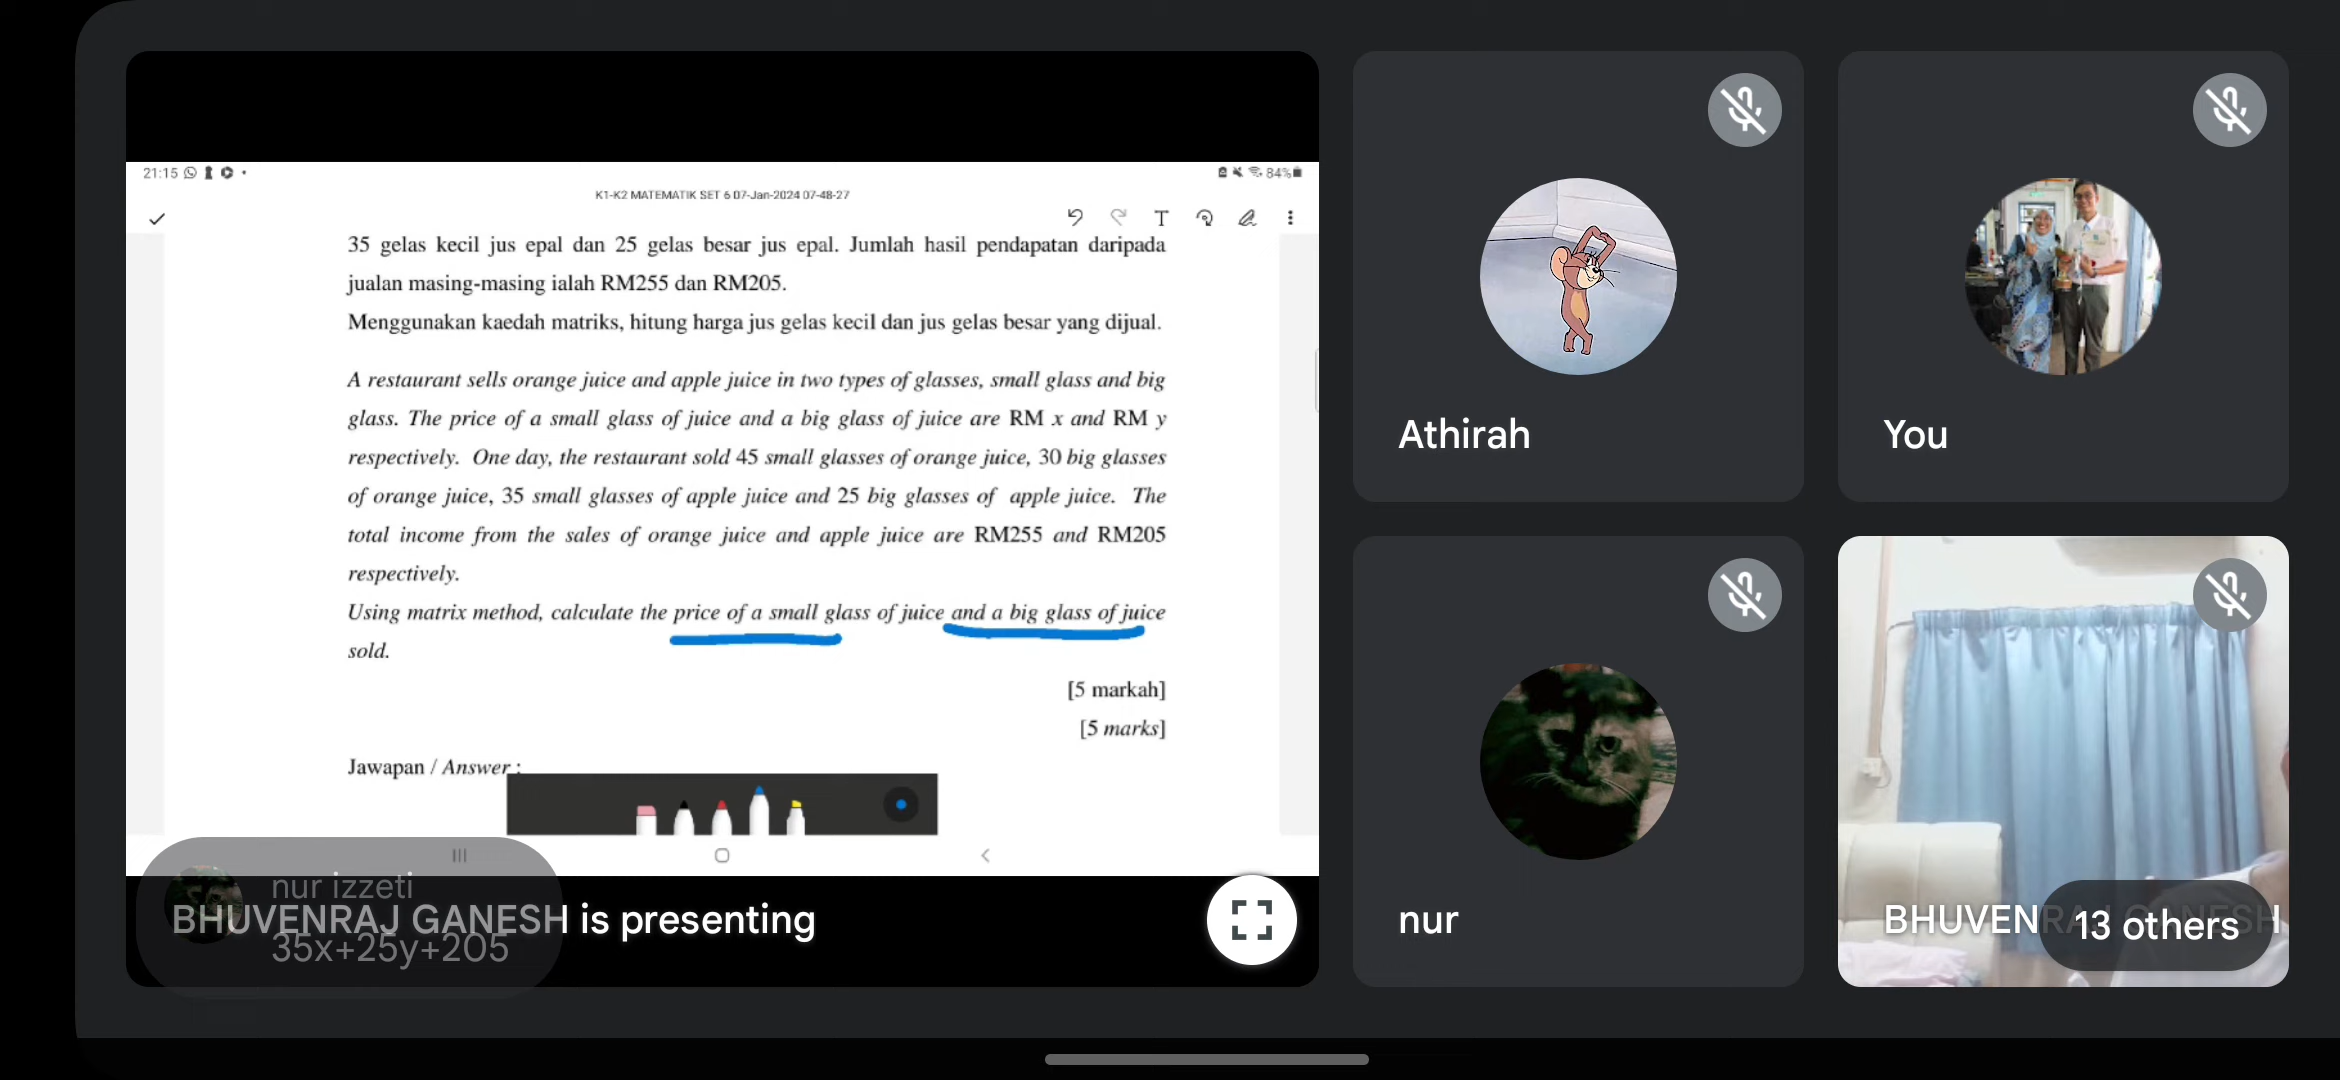 21:15
84%
K1-K2 MATEMATIK SET 6 07-Jan-2024 07-48-27
T
35 gelas kecil jus epal dan 25 gelas besar jus epal. Jumlah hasil pendapatan daripada
jualan masing-masing ialah RM255 dan RM205.
Menggunakan kaedah matriks, hitung harga jus gelas kecil dan jus gelas besar yang dijual.
A restaurant sells orange juice and apple juice in two types of glasses, small glass and big
glass. The price of a small glass of juice and a big glass of juice are RM x and RM y
respectively. One day, the restaurant sold 45 small glasses of orange juice, 30 big glasses
of orange juice, 35 small glasses of apple juice and 25 big glasses of apple juice. The
total income from the sales of orange juice and apple juice are RM255 and RM205
respectively.
Using matrix method, calculate the price of a small glass of juice and a big glass of juice
sold.
[5 markah]
[5 marks]
Jawapan / Answer :
nur izzeti
35x+25y+205
BHUVENRAJ GANESH is presenting
Athirah
You
nur
BHUVENRAJ GANESH
13 others